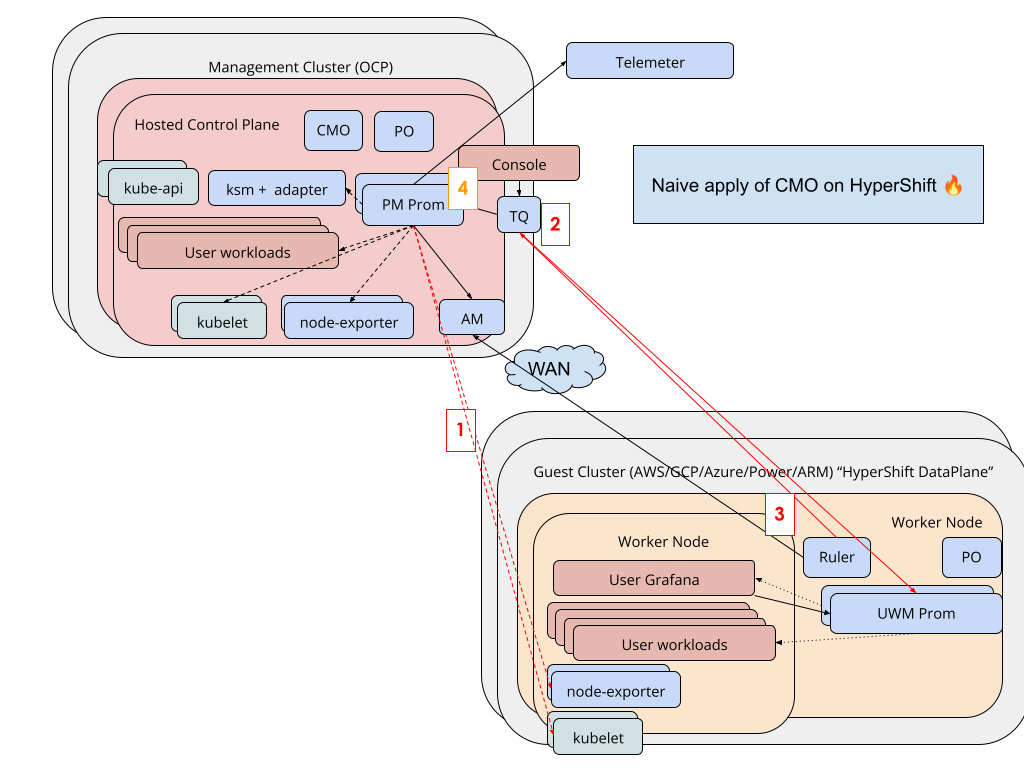 Telemeter
Management Cluster (OCP)
Hosted Control Plane
CMO
PO
Console
kube-api
ksm + adapter
4
PM Prom
TQ
2
Naive apply of CMO on HyperShift 🔥
User workloads
kubelet
node-exporter
AM
WAN
1
Guest Cluster (AWS/GCP/Azure/Power/ARM) “HyperShift DataPlane”
3
Worker Node
Worker Node
Ruler
PO
User Grafana
UWM Prom
User workloads
node-exporter
kubelet